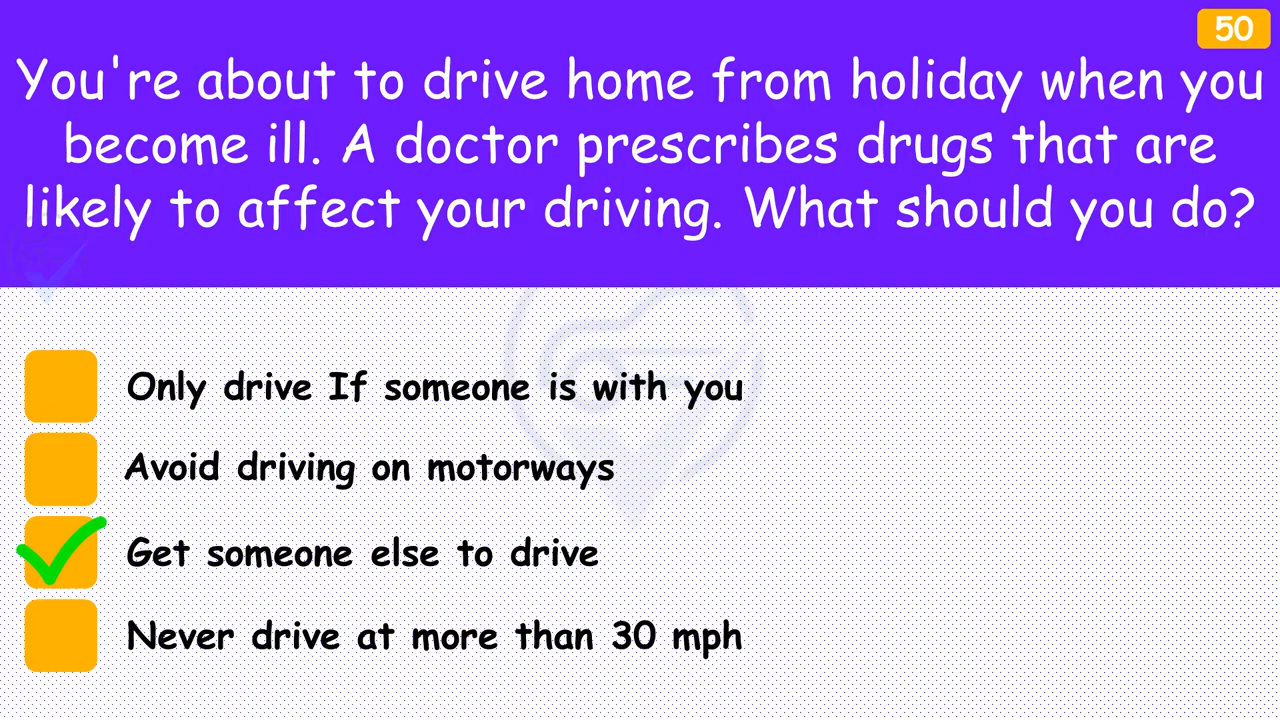 50
You're about to drive home from holiday when you
become ill. A doctor prescribes drugs that are
likely to affect your driving. What should you do?
Only drive If someone is with you
Avoid driving on motorways
Get someone else to drive
Never drive at more than 30 mph